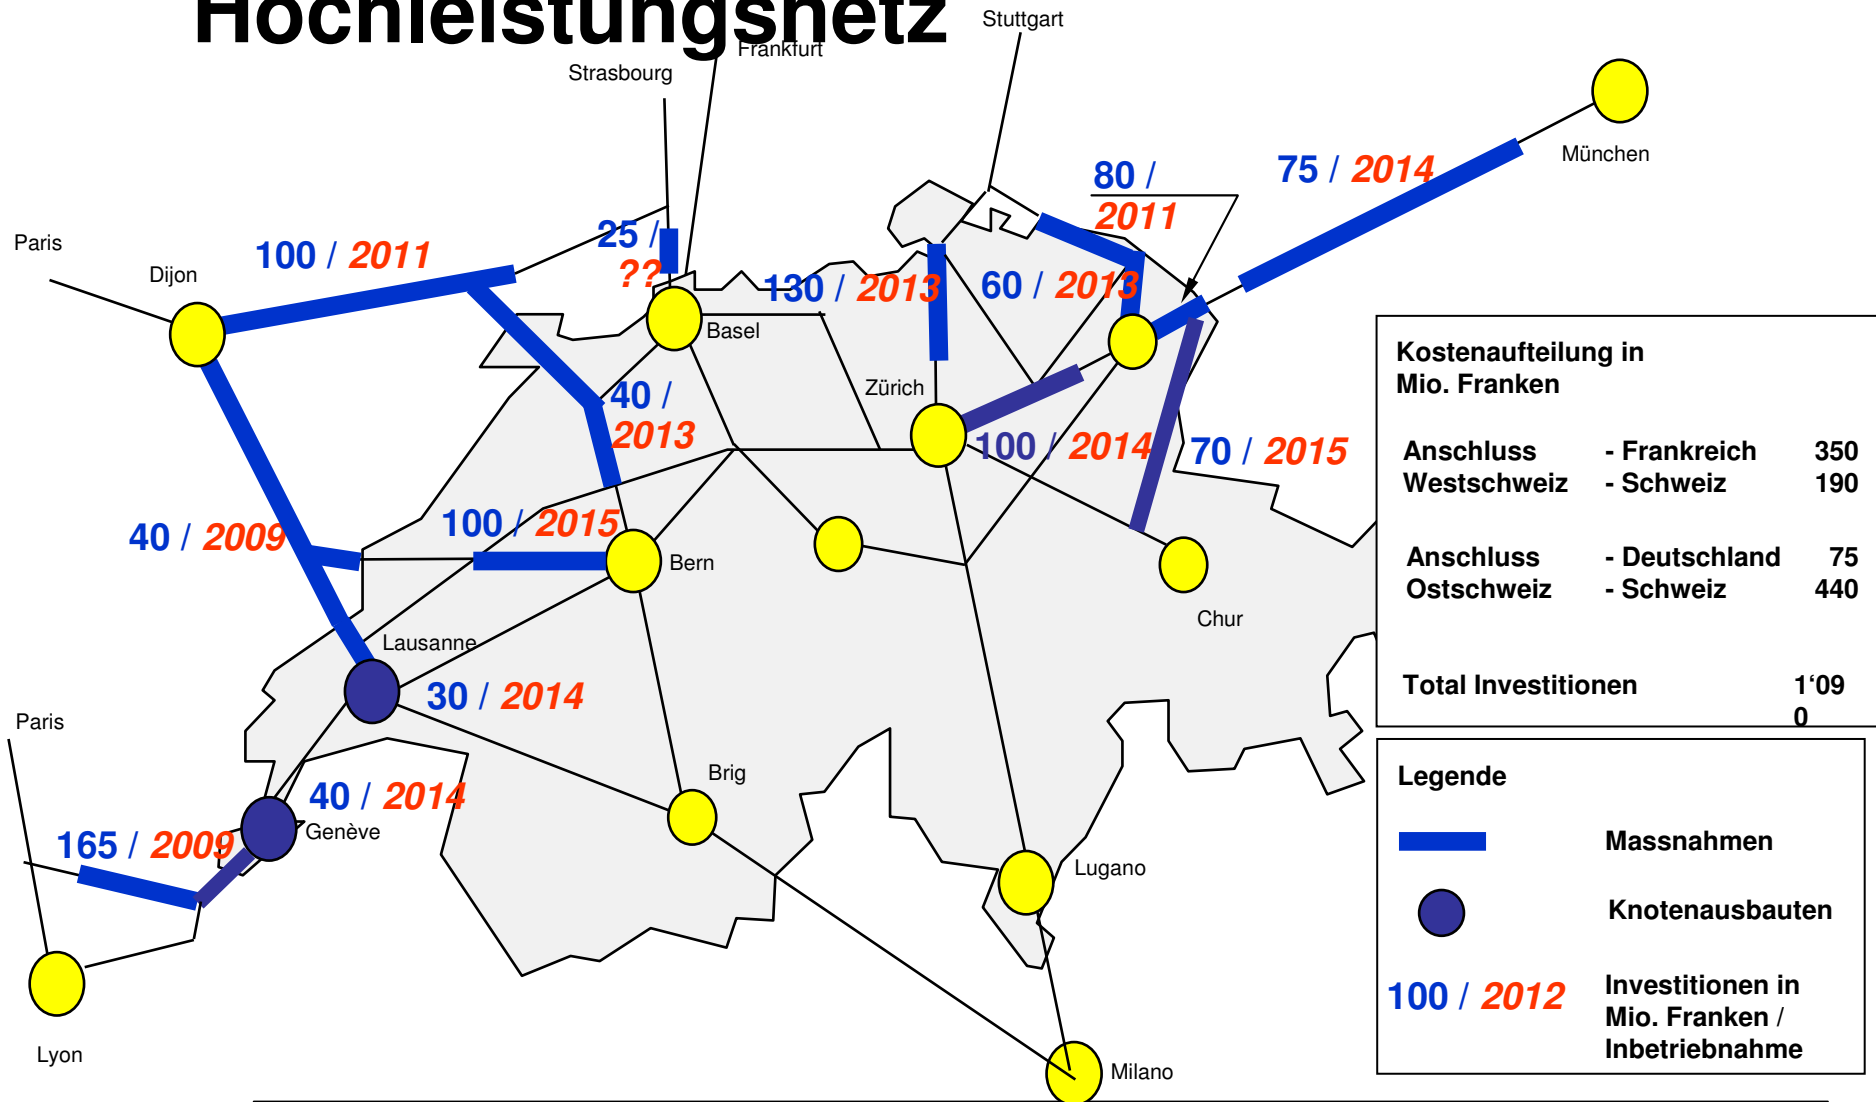 Hochleistungsnetz
Stuttgart
Frankfurt
Strasbourg
München
80 /
2011
75 / 2014
Paris
Dijon
100 / 2011
25 /
??
130 / 2013
60 / 2013
Basel
Zürich
40 /
2013
100 / 2014
70 / 2015
40 / 2009
100 / 2015
Bern
Chur
Lausanne
30 / 2014
Paris
Brig
40 / 2014
Genève
165 / 2009
Lugano
Lyon
Milano
Kostenaufteilung in
Mio. Franken
Anschluss - Frankreich 350
Westschweiz - Schweiz 190
Anschluss - Deutschland 75
Ostschweiz - Schweiz 440
Total Investitionen 1‘09
0
Legende
Massnahmen
Knotenausbauten
100 / 2012 Investitionen in
Mio. Franken /
Inbetriebnahme